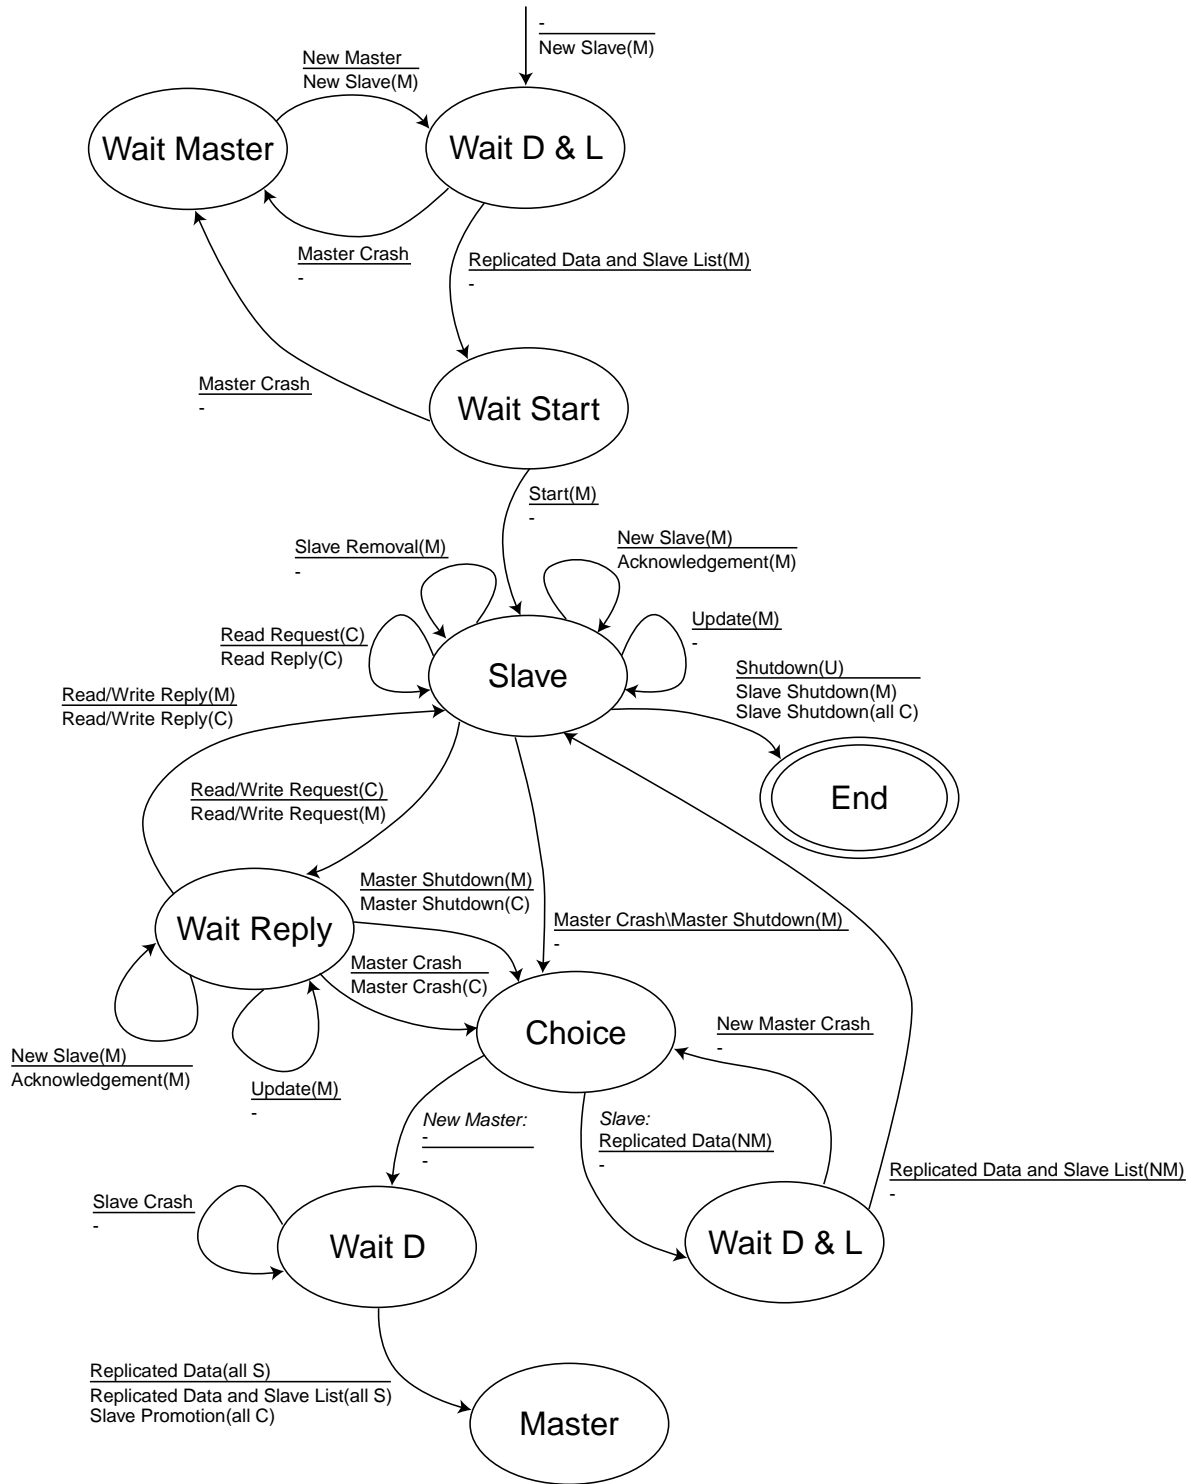 -
New Slave(M)
New Master
New Slave(M)
Wait Master
Wait D & L
Master Crash
-
Replicated Data and Slave List(M)
-
Master Crash
-
Wait Start
Start(M)
-
Slave Removal(M)
-
New Slave(M)
Acknowledgement(M)
Read Request(C)
Read Reply(C)
Update(M)
-
Slave
Shutdown(U)
Slave Shutdown(M)
Slave Shutdown(all C)
Read/Write Reply(M)
Read/Write Reply(C)
Read/Write Request(C)
Read/Write Request(M)
End
Master Shutdown(M)
Master Shutdown(C)
Master Crash\Master Shutdown(M)
-
Wait Reply
Master Crash
Master Crash(C)
Choice
New Master Crash
-
New Slave(M)
Acknowledgement(M)
Update(M)
-
New Master:
-
-
Slave:
Replicated Data(NM)
-
Replicated Data and Slave List(NM)
-
Slave Crash
-
Wait D
Wait D & L
Replicated Data(all S)
Replicated Data and Slave List(all S)
Slave Promotion(all C)
Master